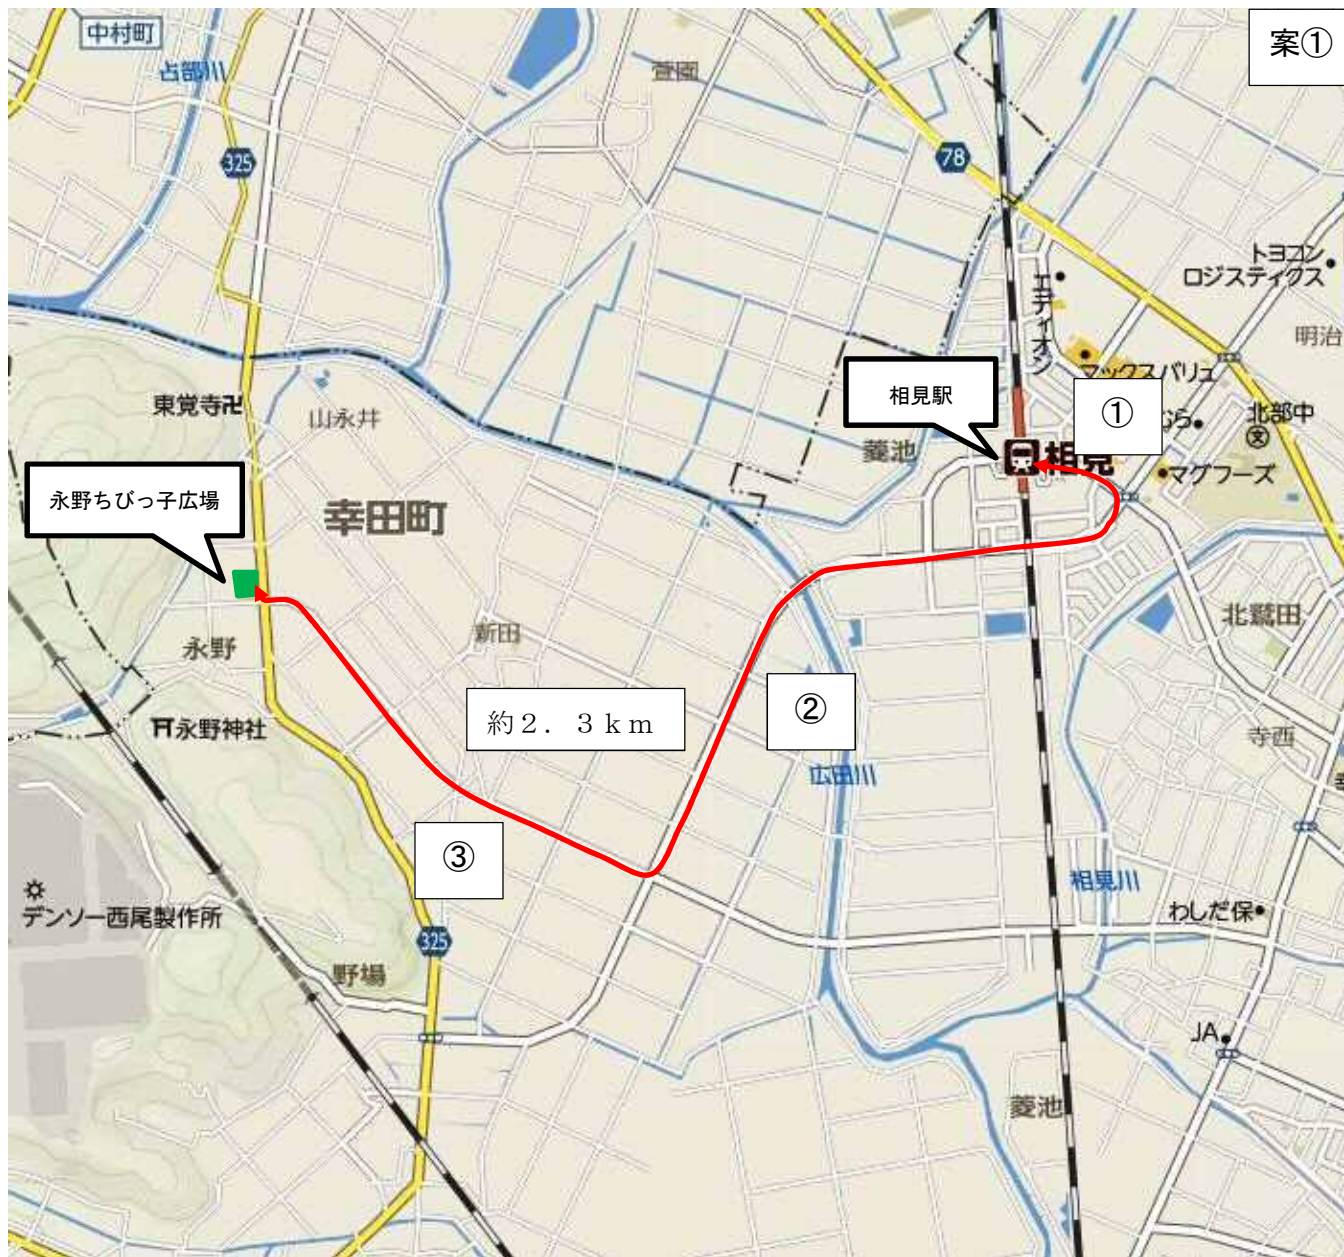 案①
中村町
占部川
萱園
325
78
トヨコン
ロジスティクス
エディオン
明治
マックスバリュ
東覚寺卍
山永井
相見駅
①
北部中
文
菱池
相見
マグフーズ
永野ちびっ子広場
幸田町
永野
新田
北鷲田
約2.3km
②
永野神社
寺西
広田川
③
相見川
デンソー西尾製作所
わしだ保
325
野場
JA
菱池